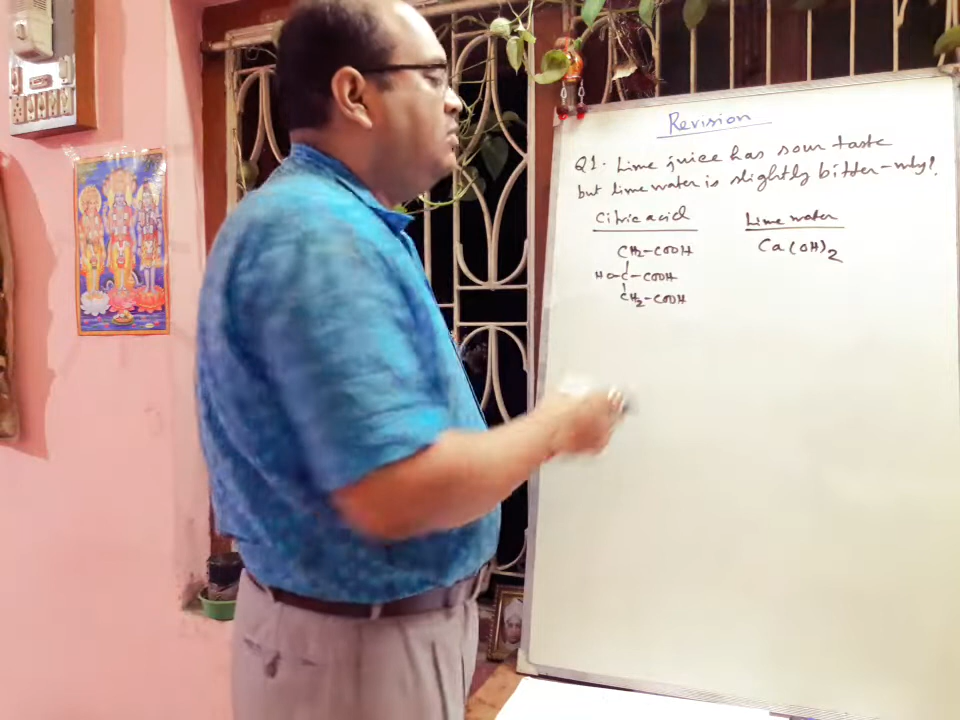 Revision
Q1. Lime juice has sour taste
but lime water is slightly bitter - why?
Citric acid
Lime water
CH2-COOH
Ca(OH)2
HO-C-COOH
CH2-COOH